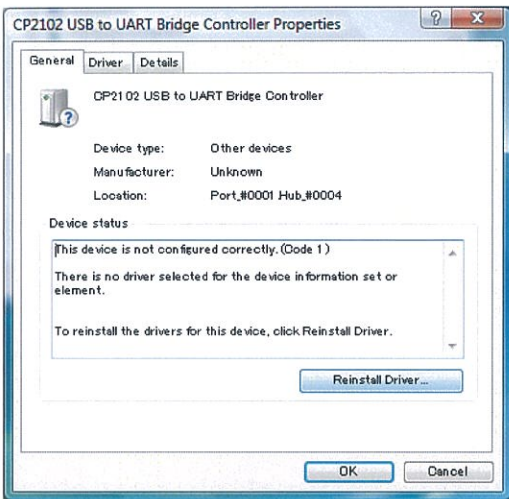 CP2102 USB to UART Bridge Controller Properties
General Driver Details
CP2102 USB to UART Bridge Controller
Device type: Other devices
Manufacturer: Unknown
Location: Port_#0001.Hub_#0004
Device status
This device is not configured correctly. (Code 1)
There is no driver selected for the device information set or
element.
To reinstall the drivers for this device, click Reinstall Driver.
Reinstall Driver...
OK Cancel